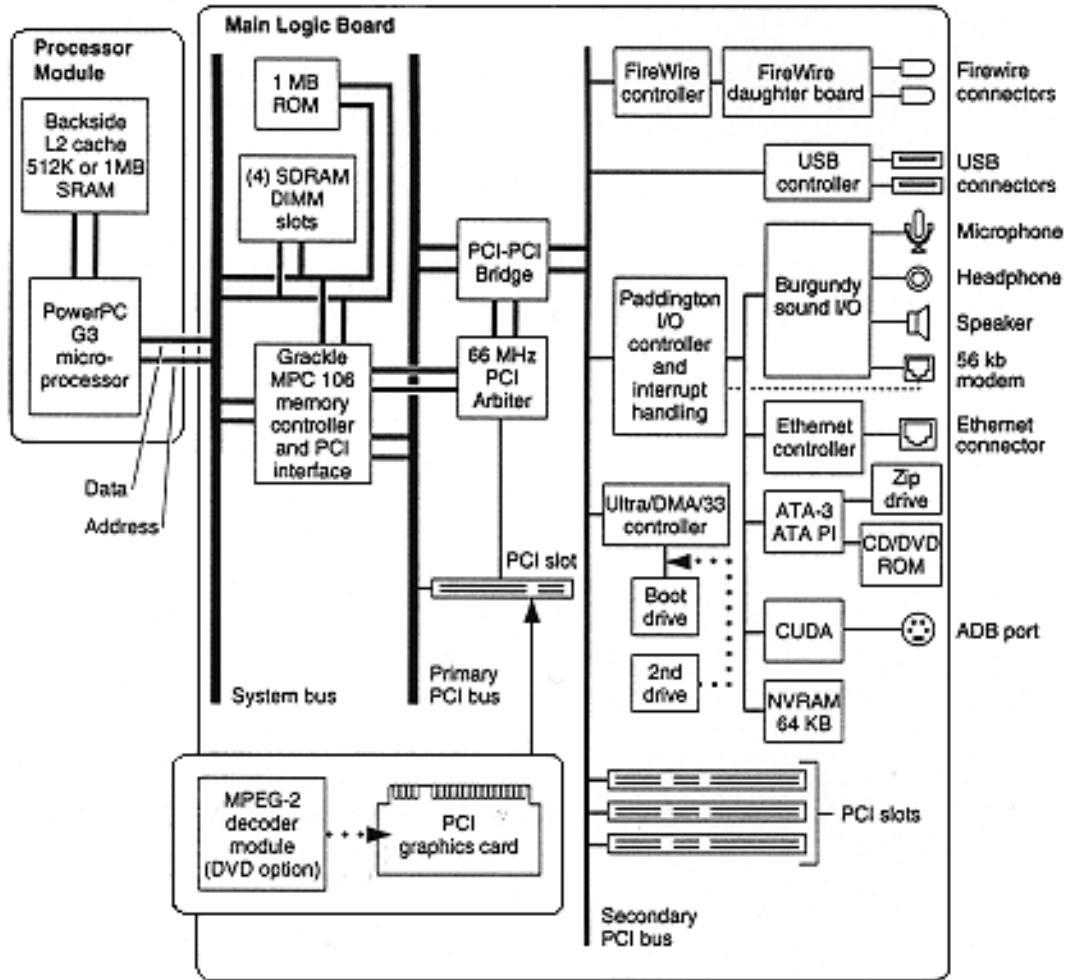 Main Logic Board
Processor
Module
Backside
L2 cache
512K or 1MB
SRAM
PowerPC
G3
micro-
processor
Data
Address
1 MB
ROM
(4) SDRAM
DIMM
slots
Grackle
MPC 106
memory
controller
and PCI
interface
System bus
PCI-PCI
Bridge
66 MHz
PCI
Arbiter
PCI slot
Primary
PCI bus
MPEG-2
decoder
module
(DVD option)
PCI
graphics card
FireWire
controller
FireWire
daughter board
Firewire
connectors
USB
controller
USB
connectors
Paddington
I/O
controller
and
interrupt
handling
Burgundy
sound I/O
Microphone
Headphone
Speaker
56 kb
modem
Ethernet
controller
Ethernet
connector
Ultra/DMA/33
controller
Boot
drive
2nd
drive
ATA-3
ATA PI
Zip
drive
CD/DVD
ROM
CUDA
ADB port
NVRAM
64 KB
PCI slots
Secondary
PCI bus